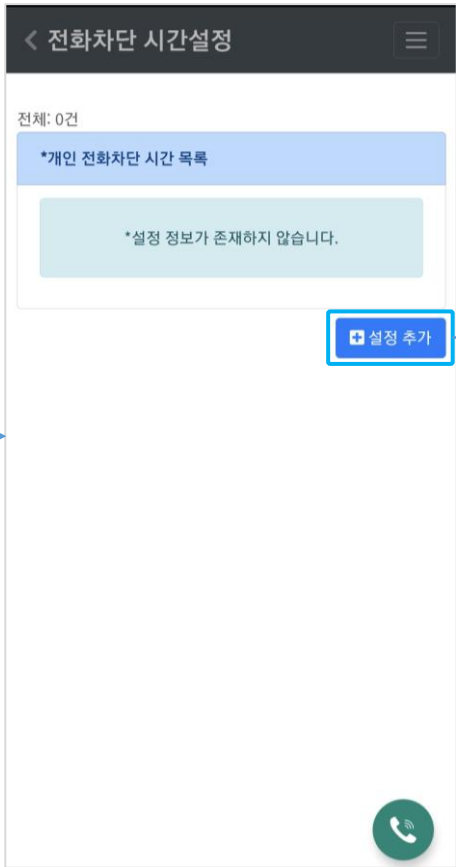 전화차단 시간설정
전체: 0건
*개인 전화차단 시간 목록
*설정 정보가 존재하지 않습니다.
설정 추가